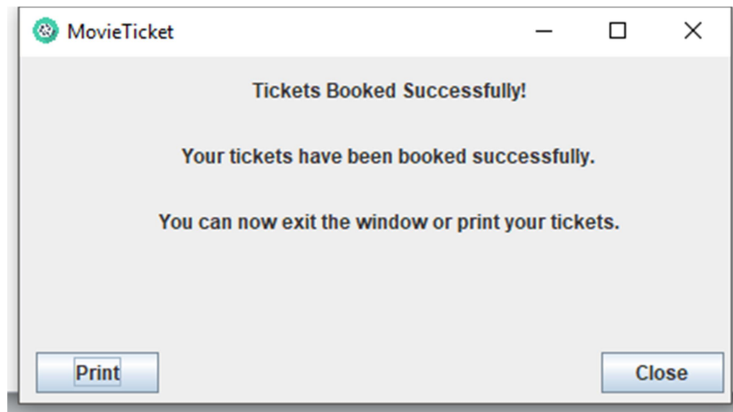 MovieTicket
Tickets Booked Successfully!
Your tickets have been booked successfully.
You can now exit the window or print your tickets.
Print
Close